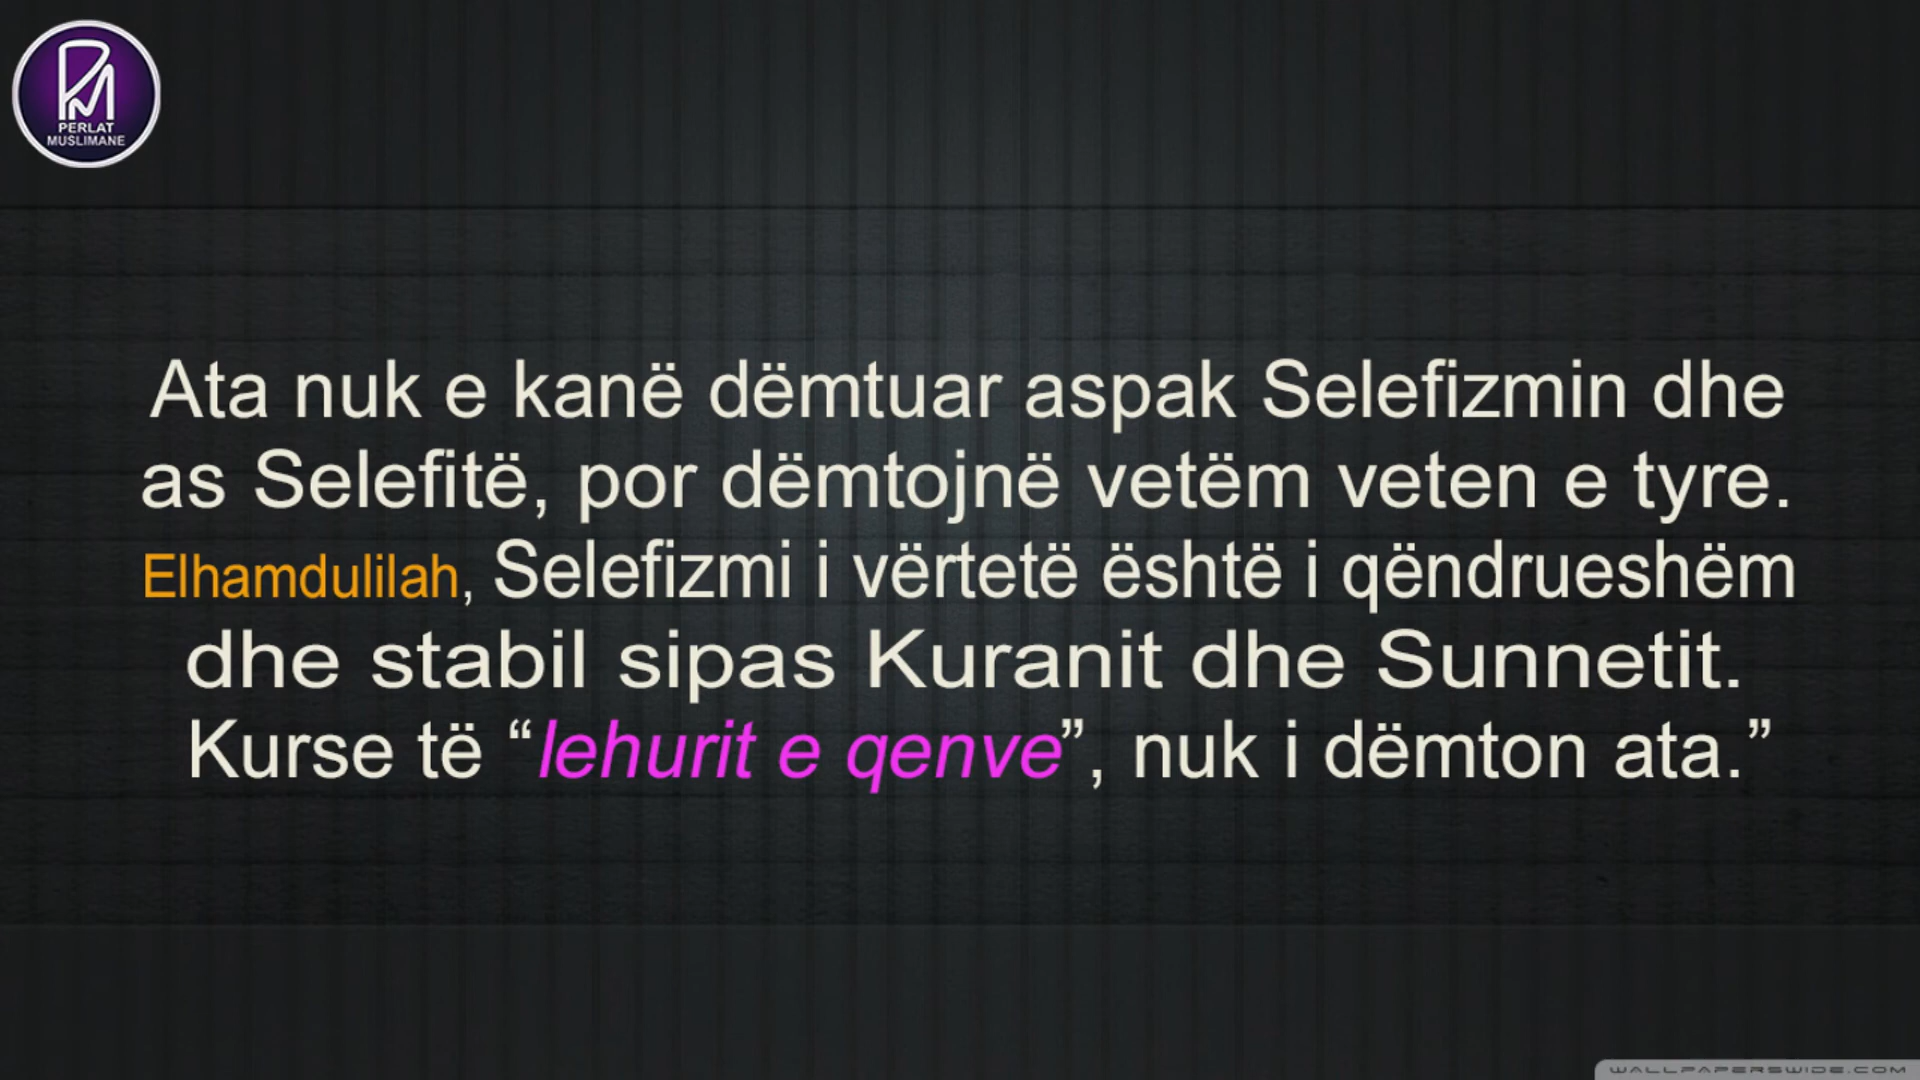 PERLAT
MUSLIMANE
Ata nuk e kanë dëmtuar aspak Selefizmin dhe
as Selefitë, por dëmtojnë vetëm veten e tyre.
Elhamdulilah, Selefizmi i vërtetë është i qëndrueshëm
dhe stabil sipas Kuranit dhe Sunnetit.
Kurse të “lehurit e qenve”, nuk i dëmton ata.”
WALLPAPERSWIDE.COM